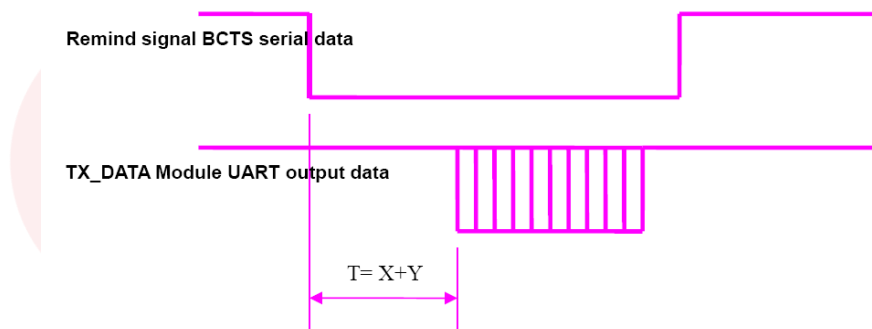 Remind signal BCTS serial data
TX_DATA Module UART output data
T= X+Y